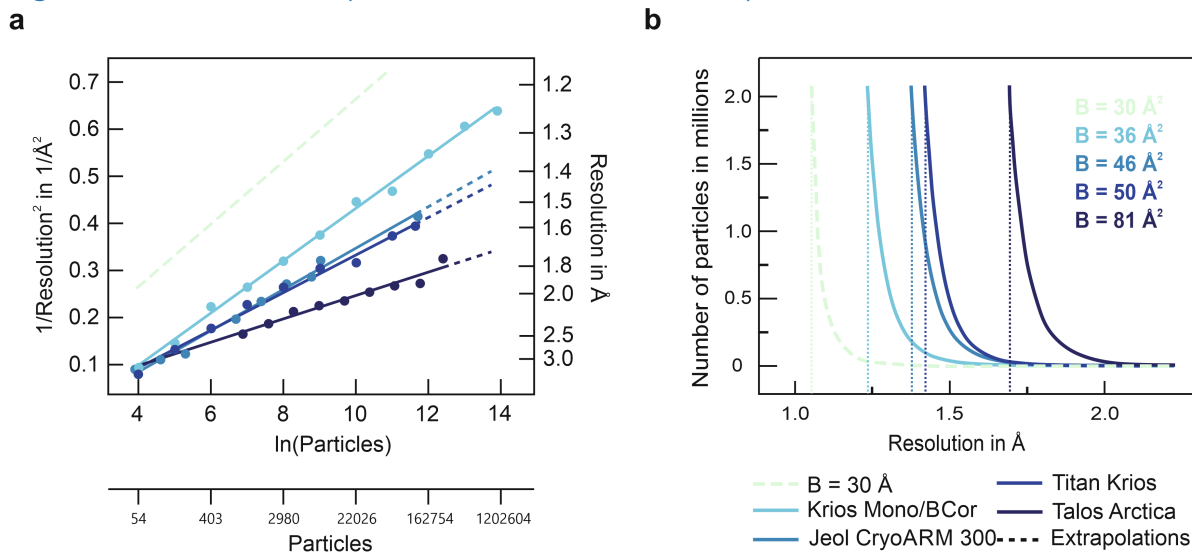 a
0.7
0.6
0.5
0.4
0.3
0.2
0.1
1/Resolution² in 1/Å²
1.2
1.3
1.4
1.5
1.6
1.8
2.0
2.5
3.0
Resolution in Å
4 6 8 10 12 14
ln(Particles)
54 403 2980 22026 162754 1202604
Particles
b
2.0
1.5
1.0
0.5
0
Number of particles in millions
B = 30 Å²
B = 36 Å²
B = 46 Å²
B = 50 Å²
B = 81 Å²
1.0 1.5 2.0
Resolution in Å
B = 30 Å
Krios Mono/BCor
Jeol CryoARM 300
Titan Krios
Talos Arctica
Extrapolations